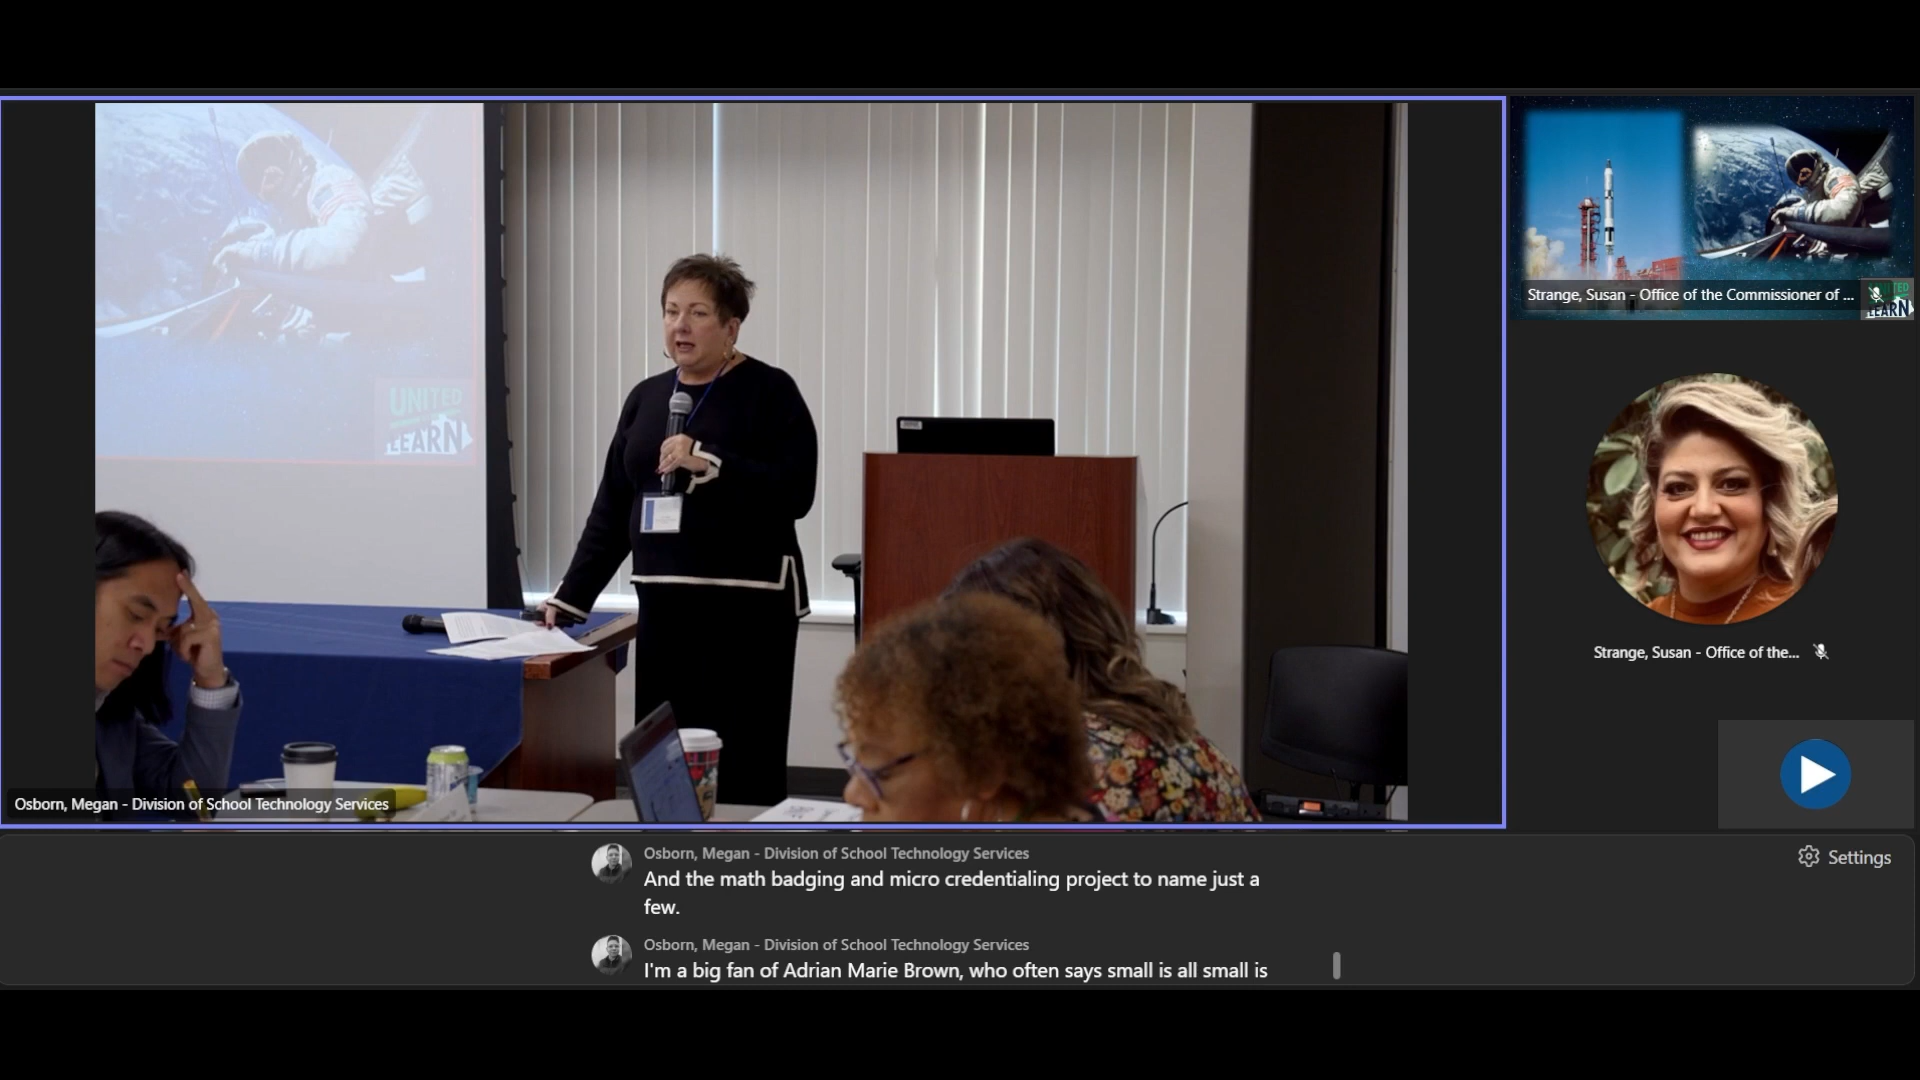 UNITED
LEARN
Strange, Susan - Office of the Commissioner of ...
UNITED
LEARN
Strange, Susan - Office of the...
Osborn, Megan - Division of School Technology Services
Settings
Osborn, Megan - Division of School Technology Services
And the math badging and micro credentialing project to name just a
few.
Osborn, Megan - Division of School Technology Services
I'm a big fan of Adrian Marie Brown, who often says small is all small is